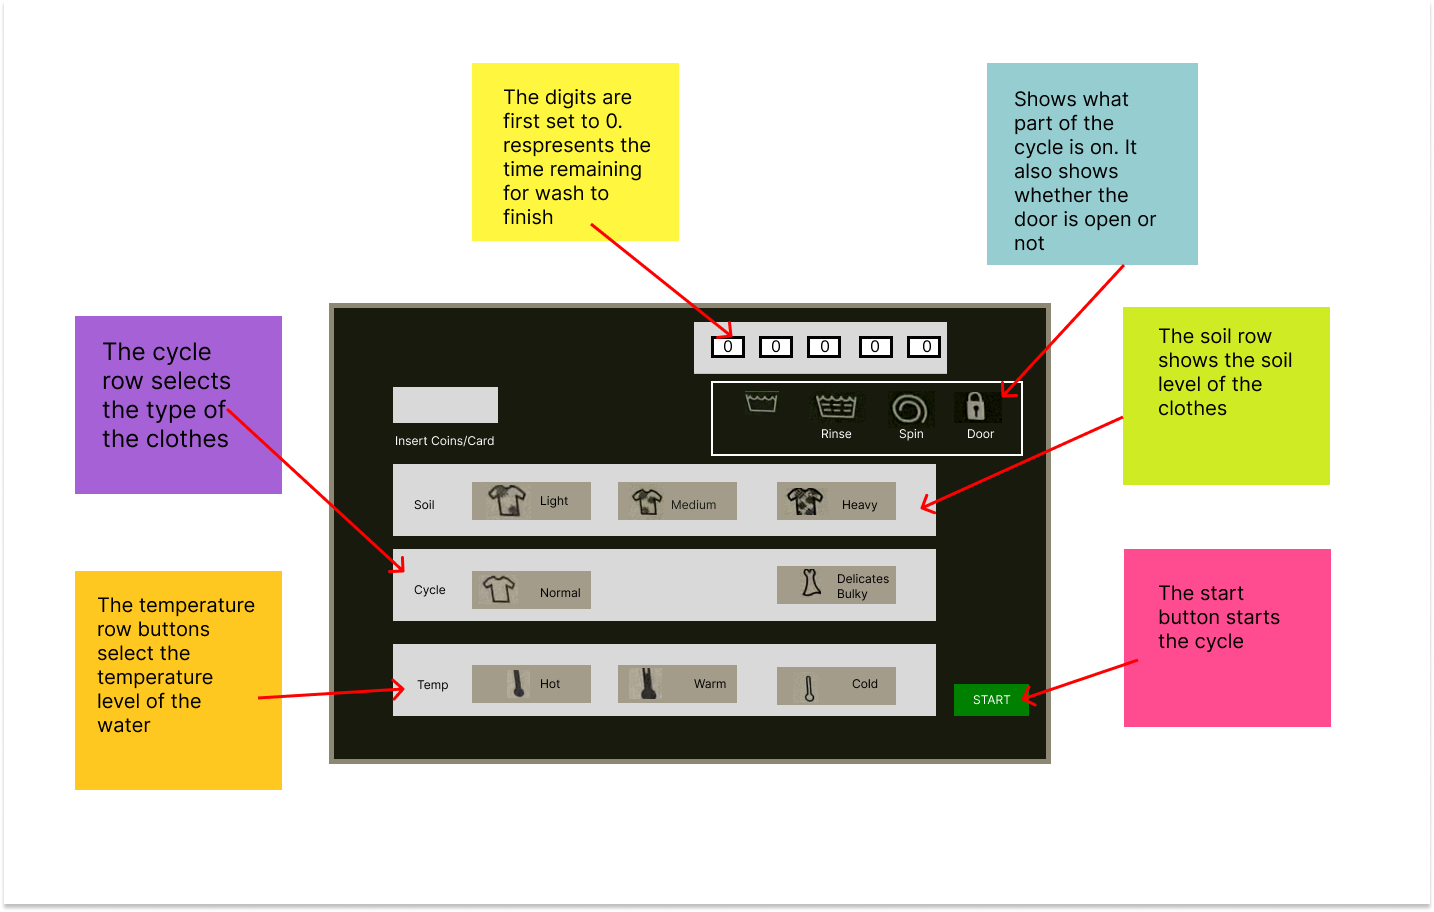 The digits are
first set to 0.
respresents the
time remaining
for wash to
finish
Shows what
part of the
cycle is on. It
also shows
whether the
door is open or
not
The cycle
row selects
the type of
the clothes
0 0 0 0 0
The soil row
shows the soil
level of the
clothes
Insert Coins/Card
Rinse Spin Door
Soil Light Medium Heavy
Cycle Normal Delicates
Bulky
The temperature
row buttons
select the
temperature
level of the
water
Temp Hot Warm Cold
START
The start
button starts
the cycle